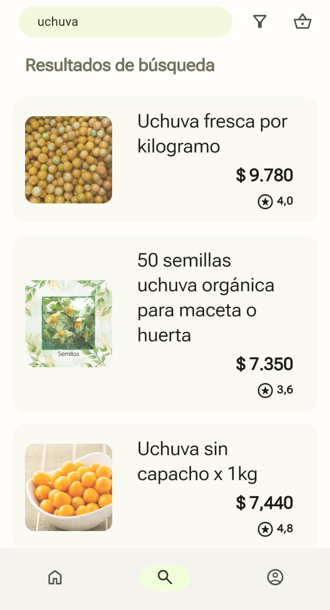 uchuva
Resultados de búsqueda
Uchuva fresca por
kilogramo
$ 9.780
4,0
50 semillas
uchuva orgánica
para maceta o
huerta
$ 7.350
3,6
Semillas
Uchuva sin
capacho x 1kg
$ 7,440
4,8